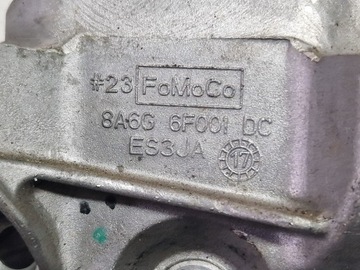 #23 FoMoCo
8A6G 6F001 DC
ES3JA 17